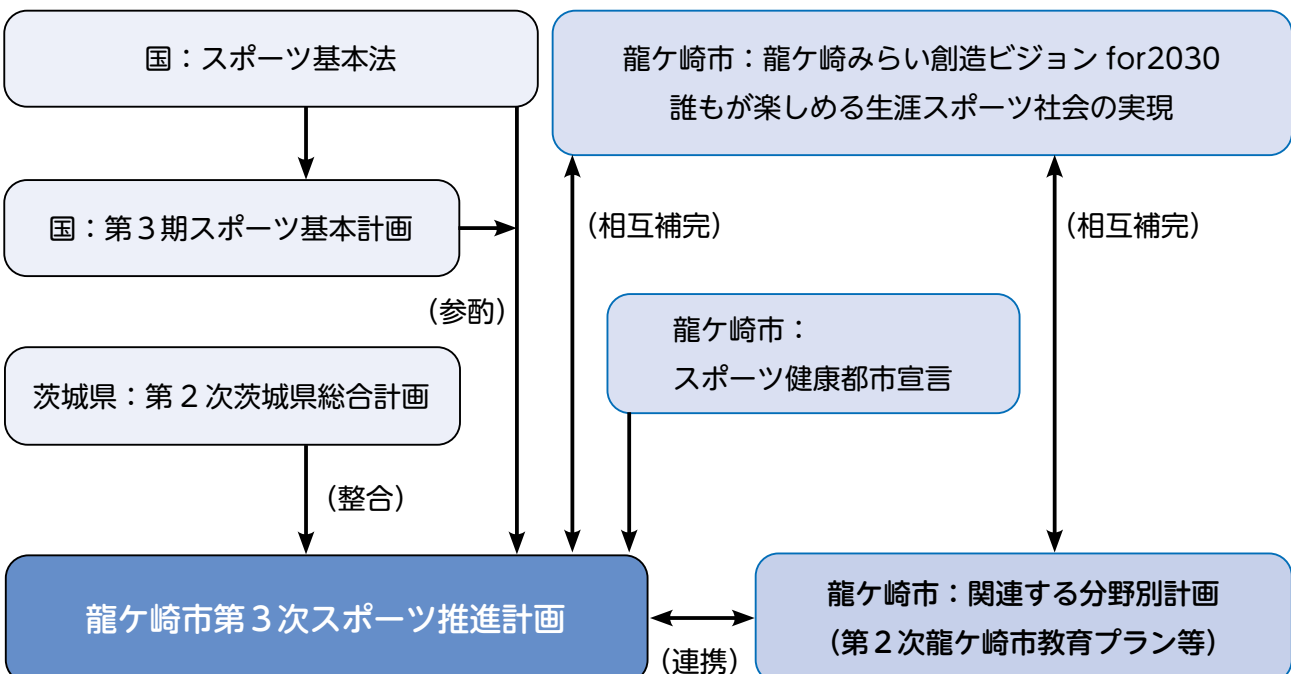 国：スポーツ基本法
龍ケ崎市：龍ケ崎みらい創造ビジョン for2030
誰もが楽しめる生涯スポーツ社会の実現
国：第３期スポーツ基本計画
（相互補完）
（相互補完）
（参酌）
龍ケ崎市：
スポーツ健康都市宣言
茨城県：第２次茨城県総合計画
（整合）
龍ケ崎市第３次スポーツ推進計画
（連携）
龍ケ崎市：関連する分野別計画
（第２次龍ケ崎市教育プラン等）